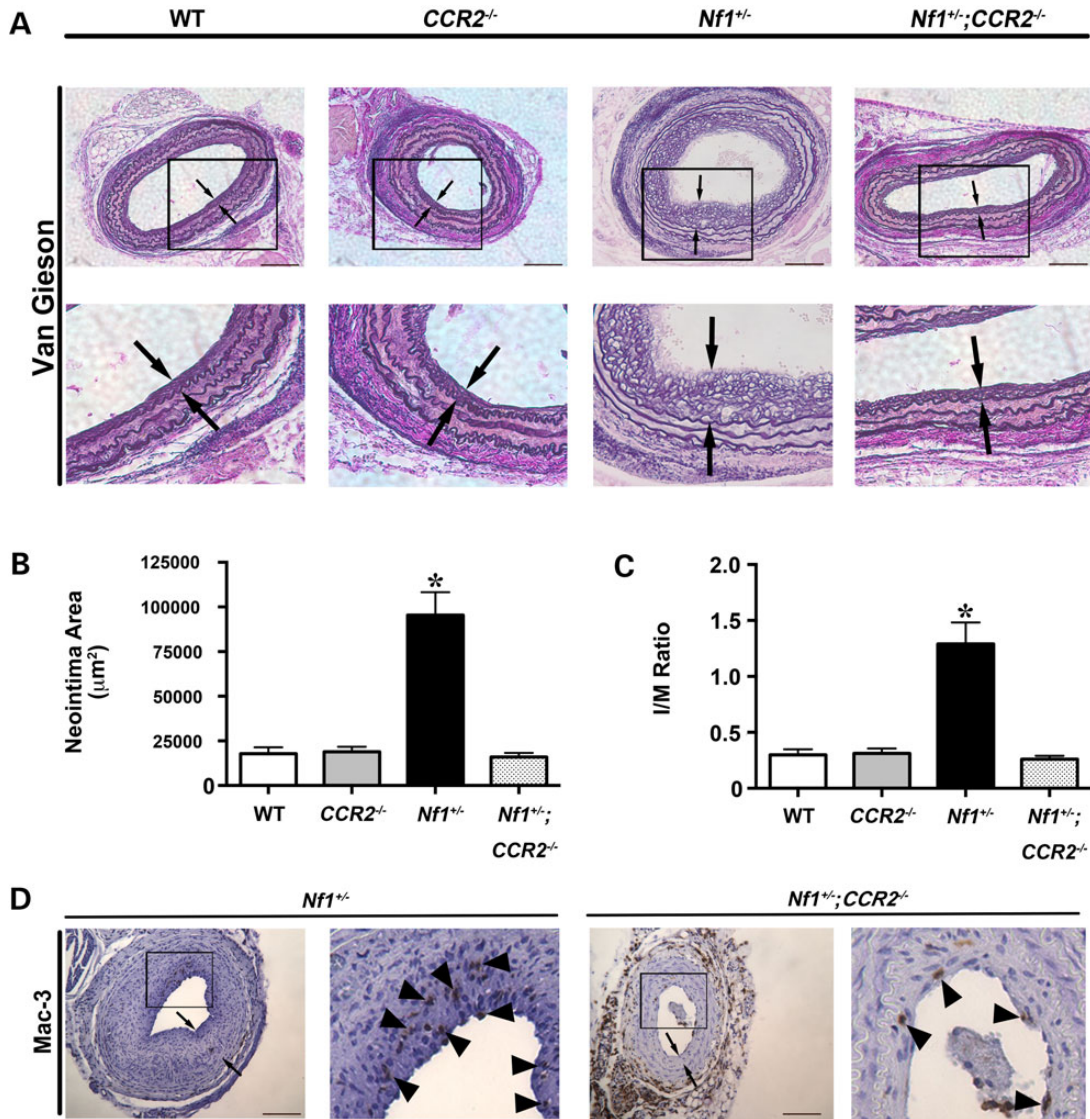 A
WT CCR2-/- Nf1+/- Nf1+/-;CCR2-/-
Van Gieson
B
Neointima Area
(μm²)
125000
100000
75000
50000
25000
0
*
WT CCR2-/- Nf1+/- Nf1+/-;
CCR2-/-
C
I/M Ratio
2.0
1.5
1.0
0.5
0
*
WT CCR2-/- Nf1+/- Nf1+/-;
CCR2-/-
D
Nf1+/- Nf1+/-;CCR2-/-
Mac-3